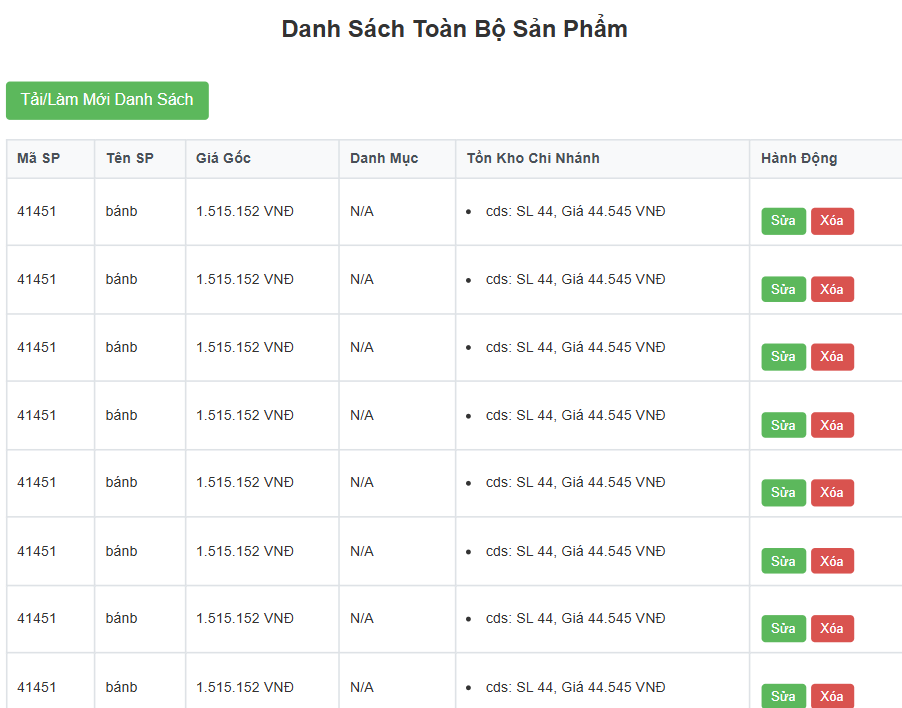 Danh Sách Toàn Bộ Sản Phẩm
Tải/Làm Mới Danh Sách
Mã SP Tên SP Giá Gốc Danh Mục Tồn Kho Chi Nhánh Hành Động
41451 bánb 1.515.152 VNĐ N/A • cds: SL 44, Giá 44.545 VNĐ Sửa Xóa
41451 bánb 1.515.152 VNĐ N/A • cds: SL 44, Giá 44.545 VNĐ Sửa Xóa
41451 bánb 1.515.152 VNĐ N/A • cds: SL 44, Giá 44.545 VNĐ Sửa Xóa
41451 bánb 1.515.152 VNĐ N/A • cds: SL 44, Giá 44.545 VNĐ Sửa Xóa
41451 bánb 1.515.152 VNĐ N/A • cds: SL 44, Giá 44.545 VNĐ Sửa Xóa
41451 bánb 1.515.152 VNĐ N/A • cds: SL 44, Giá 44.545 VNĐ Sửa Xóa
41451 bánb 1.515.152 VNĐ N/A • cds: SL 44, Giá 44.545 VNĐ Sửa Xóa
41451 bánb 1.515.152 VNĐ N/A • cds: SL 44, Giá 44.545 VNĐ Sửa Xóa